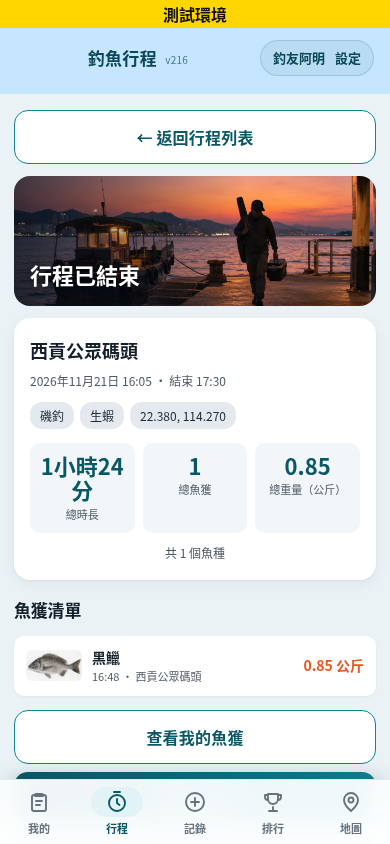 測試環境
釣魚行程 v216
釣友阿明 設定
← 返回行程列表
行程已結束
西貢公眾碼頭
2026年11月21日 16:05 • 結束 17:30
磯釣 生蝦 22.380, 114.270
1小時24
分
總時長
1
總魚獲
0.85
總重量（公斤）
共 1 個魚種
魚獲清單
黑鱲
16:48 • 西貢公眾碼頭
0.85 公斤
查看我的魚獲
我的
行程
記錄
排行
地圖